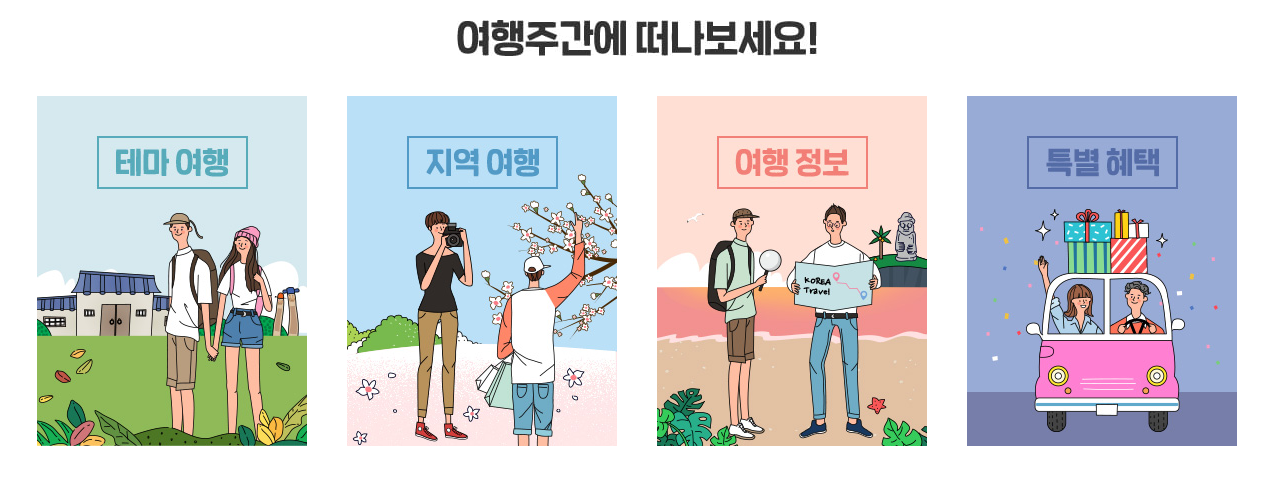 여행주간에 떠나보세요!
테마 여행
지역 여행
여행 정보
특별 혜택
KOREA
Travel